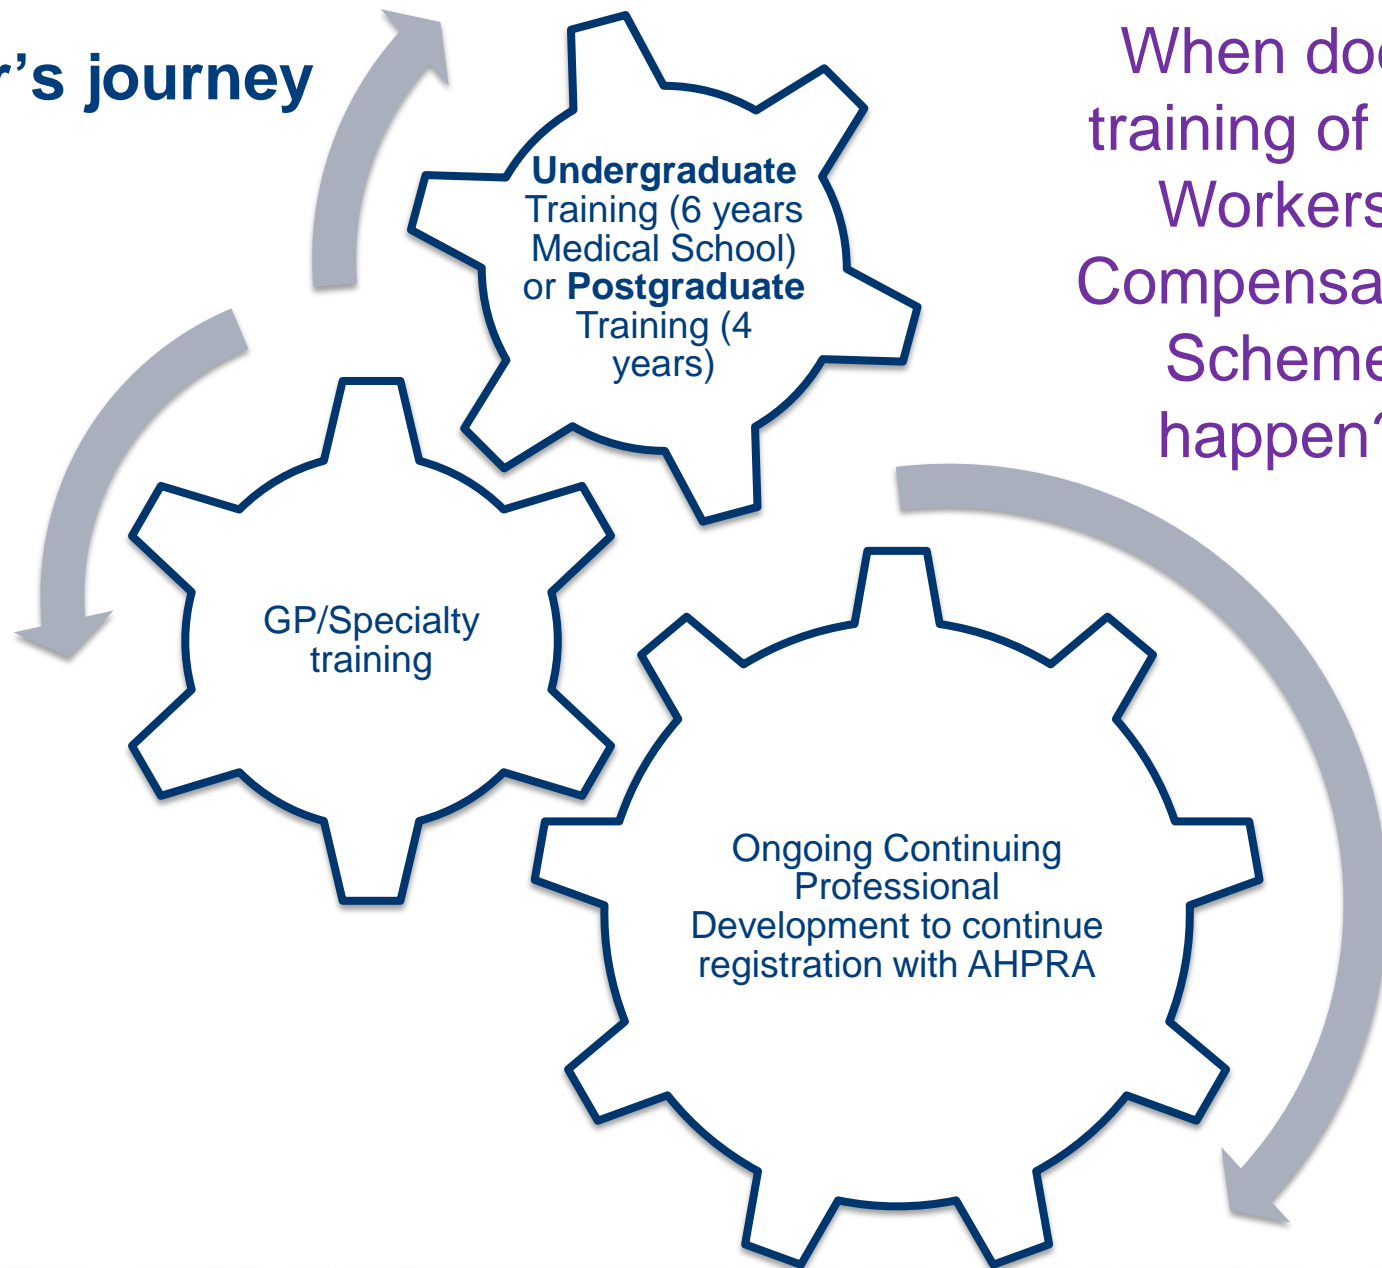 r's journey
When doe
training of
Workers
Compensa
Scheme
happen?
Undergraduate
Training (6 years
Medical School)
or Postgraduate
Training (4
years)
GP/Specialty
training
Ongoing Continuing
Professional
Development to continue
registration with AHPRA